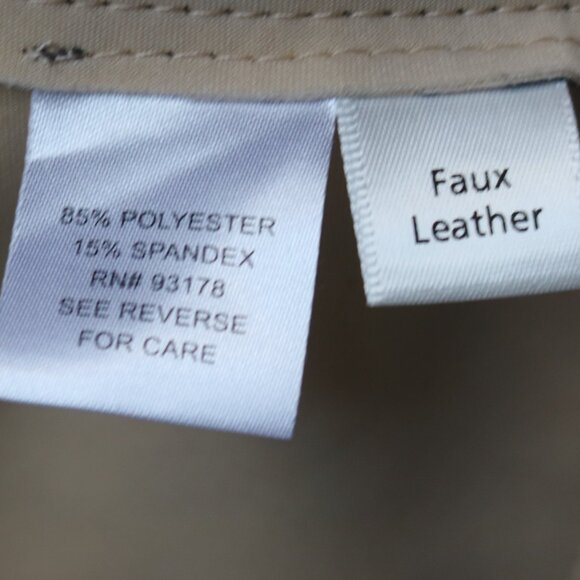 85% POLYESTER
15% SPANDEX
RN# 93178
SEE REVERSE
FOR CARE
Faux
Leather